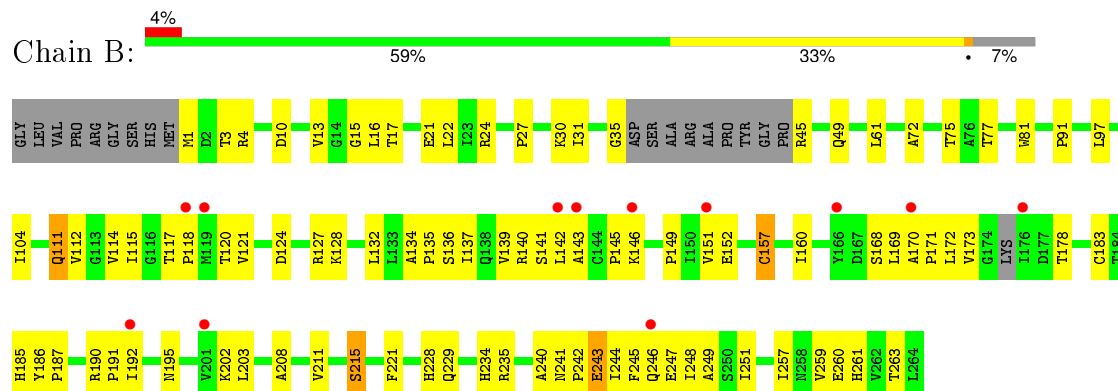 4%
Chain B:
59% 33% • 7%
GLY LEU VAL PRO ARG GLY SER HIS MET M1 D2 T3 R4 D10 V13 G14 G15 L16 T17 E21 L22 I23 R24 P27 K30 I31 G35 ASP SER ALA ARG ALA PRO TYR GLY PRO R45 Q49 L61 A72 T75 A76 T77 W81 P91 L97
I104 Q111 V112 G113 V114 I115 G116 T117 P118 M119 T120 V121 D124 R127 K128 L132 L133 A134 P135 S136 I137 Q138 V139 R140 S141 L142 A143 C144 P145 K146 P149 I150 V151 E152 C157 I160 Y166 D167 S168 L169 A170 P171 L172 V173 G174 LYS I176 D177 T178 C183
H185 Y186 P187 R190 P191 I192 N195 V201 K202 L203 A208 V211 S215 F221 H228 Q229 H234 R235 A240 N241 P242 E243 I244 F245 Q246 E247 I248 A249 S250 I251 I257 N258 V259 E260 H261 V262 T263 L264